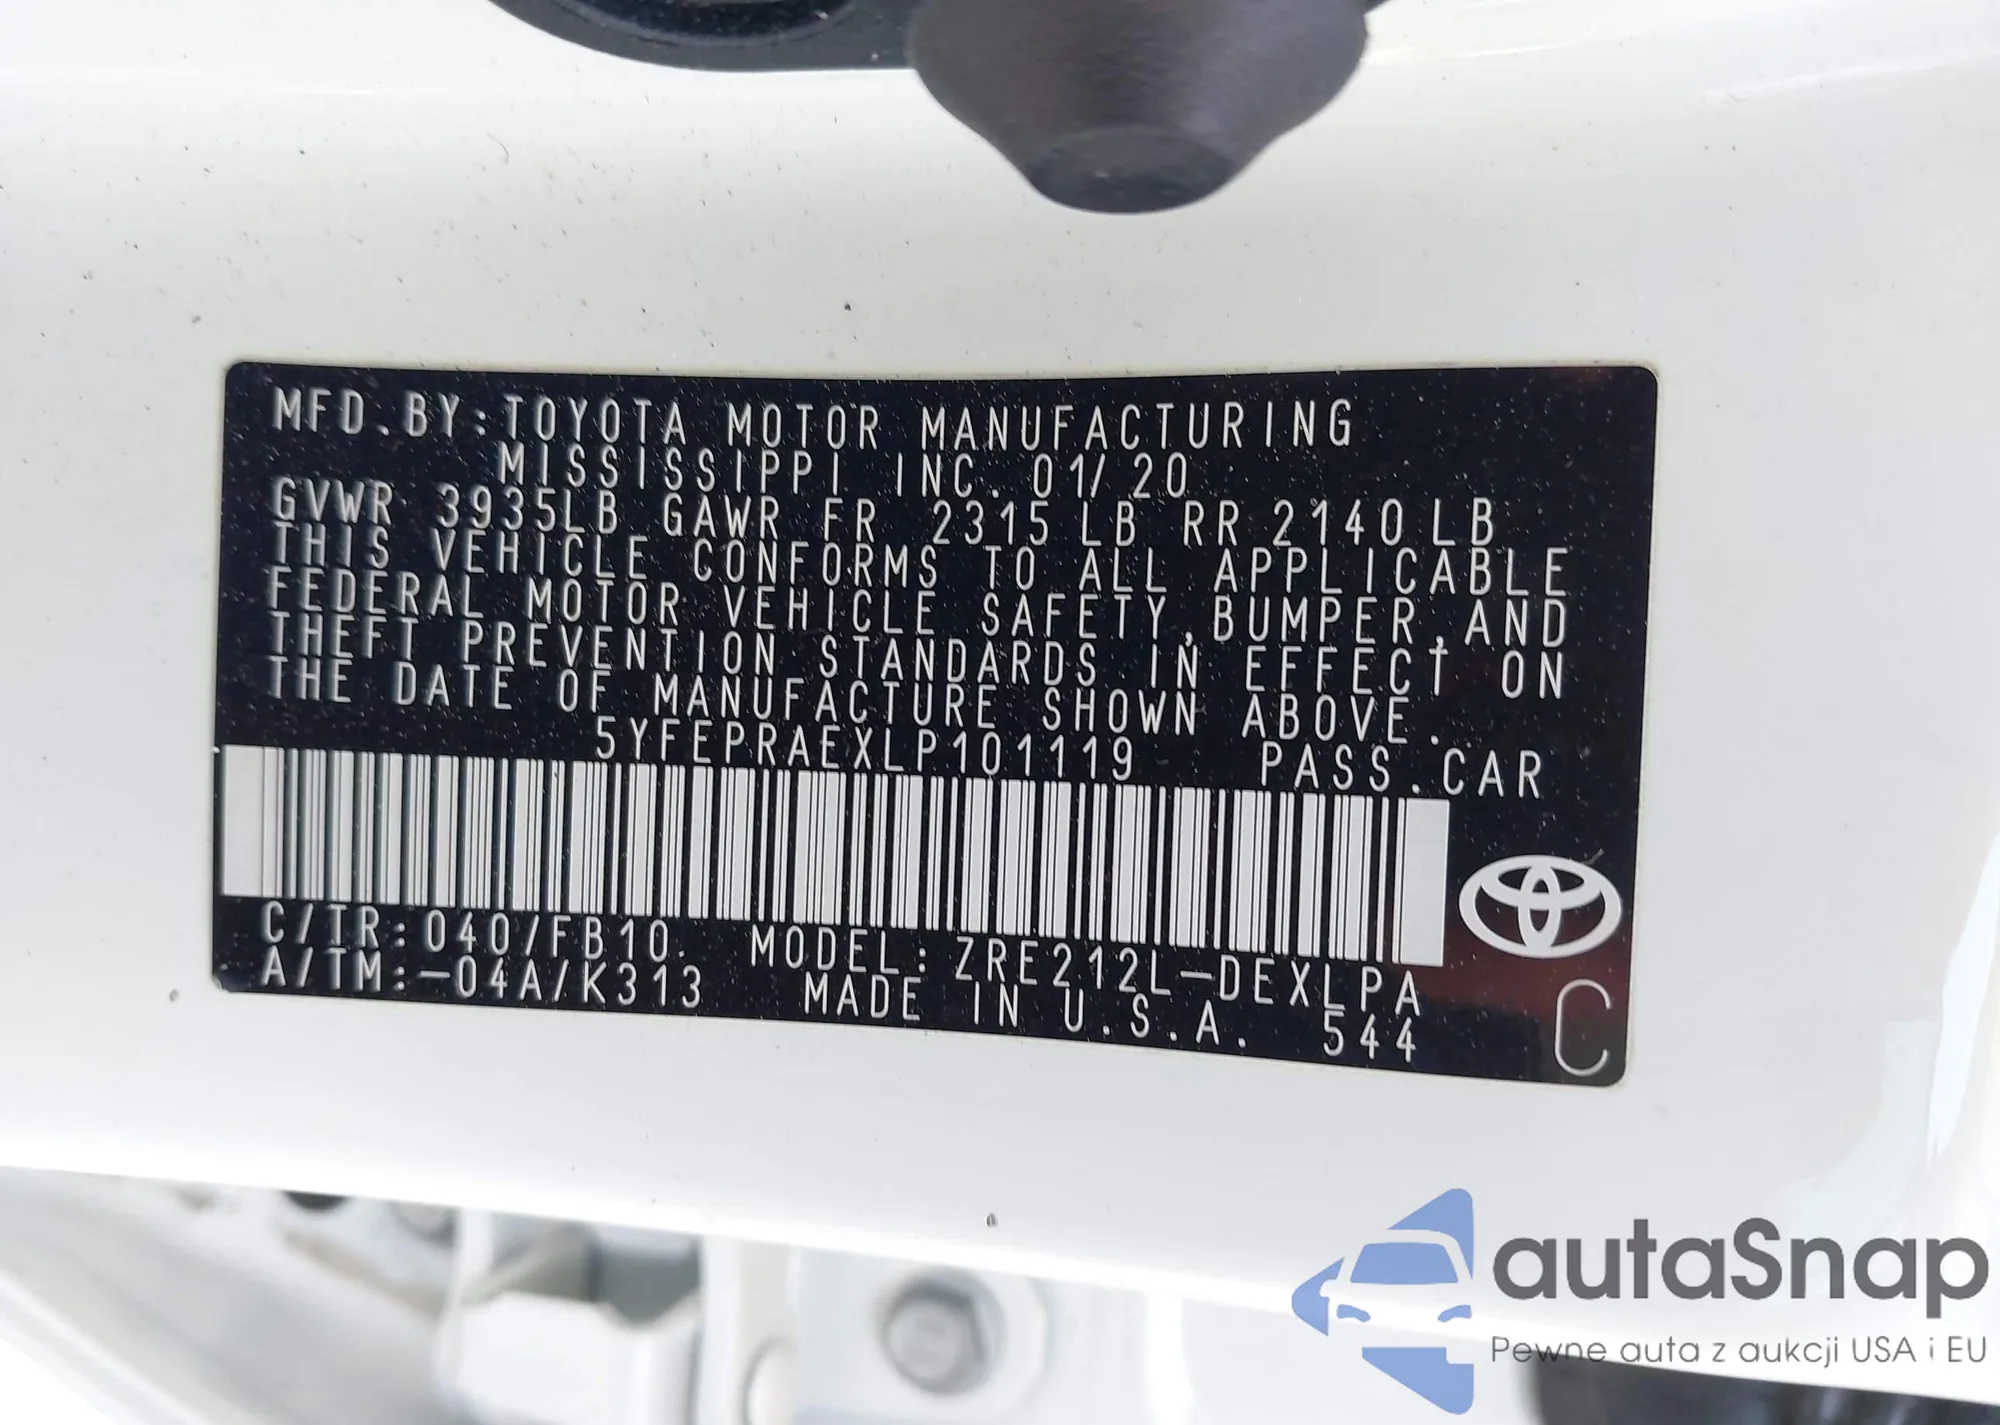 MFD.BY:TOYOTA MOTOR MANUFACTURING
MISSISSIPPI INC. 01/20
GVWR 3935LB GAWR FR 2315LB RR 2140LB
THIS VEHICLE CONFORMS TO ALL APPLICABLE
FEDERAL MOTOR VEHICLE SAFETY,BUMPER,AND
THEFT PREVENTION STANDARDS IN EFFECT ON
THE DATE OF MANUFACTURE SHOWN ABOVE.
5YFEPRAEXLP101119 PASS.CAR
C/TR:040/FB10. MODEL:ZRE212L-DEXLPA
A/TM:-04A/K313 MADE IN U.S.A. 544
C
autaSnap
Pewne auta z aukcji USA i EU